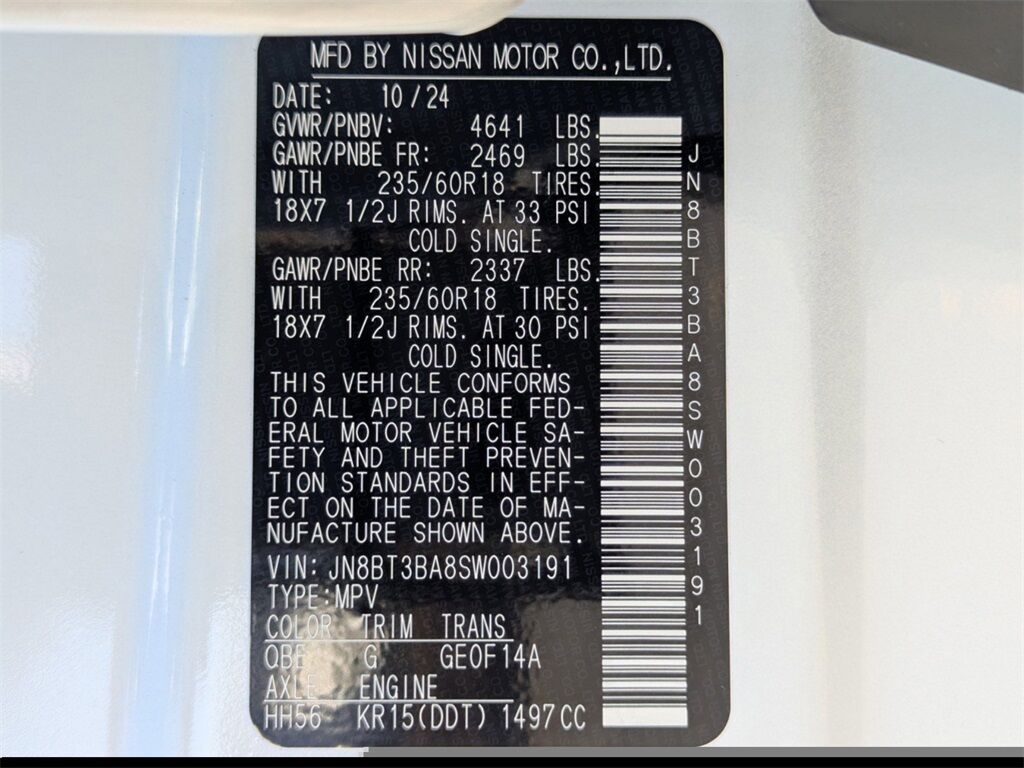 MFD BY NISSAN MOTOR CO.,LTD.
DATE: 10/24
GVWR/PNBV: 4641 LBS.
GAWR/PNBE FR: 2469 LBS.
WITH 235/60R18 TIRES.
18X7 1/2J RIMS. AT 33 PSI
COLD SINGLE.
GAWR/PNBE RR: 2337 LBS.
WITH 235/60R18 TIRES.
18X7 1/2J RIMS. AT 30 PSI
COLD SINGLE.
THIS VEHICLE CONFORMS
TO ALL APPLICABLE FED-
ERAL MOTOR VEHICLE SA-
FETY AND THEFT PREVEN-
TION STANDARDS IN EFF-
ECT ON THE DATE OF MA-
NUFACTURE SHOWN ABOVE.
VIN: JN8BT3BA8SW003191
TYPE:MPV
COLOR TRIM TRANS
QBE G GE0F14A
AXLE ENGINE
HH56 KR15(DDT) 1497CC
JN8BT3BA8SW003191